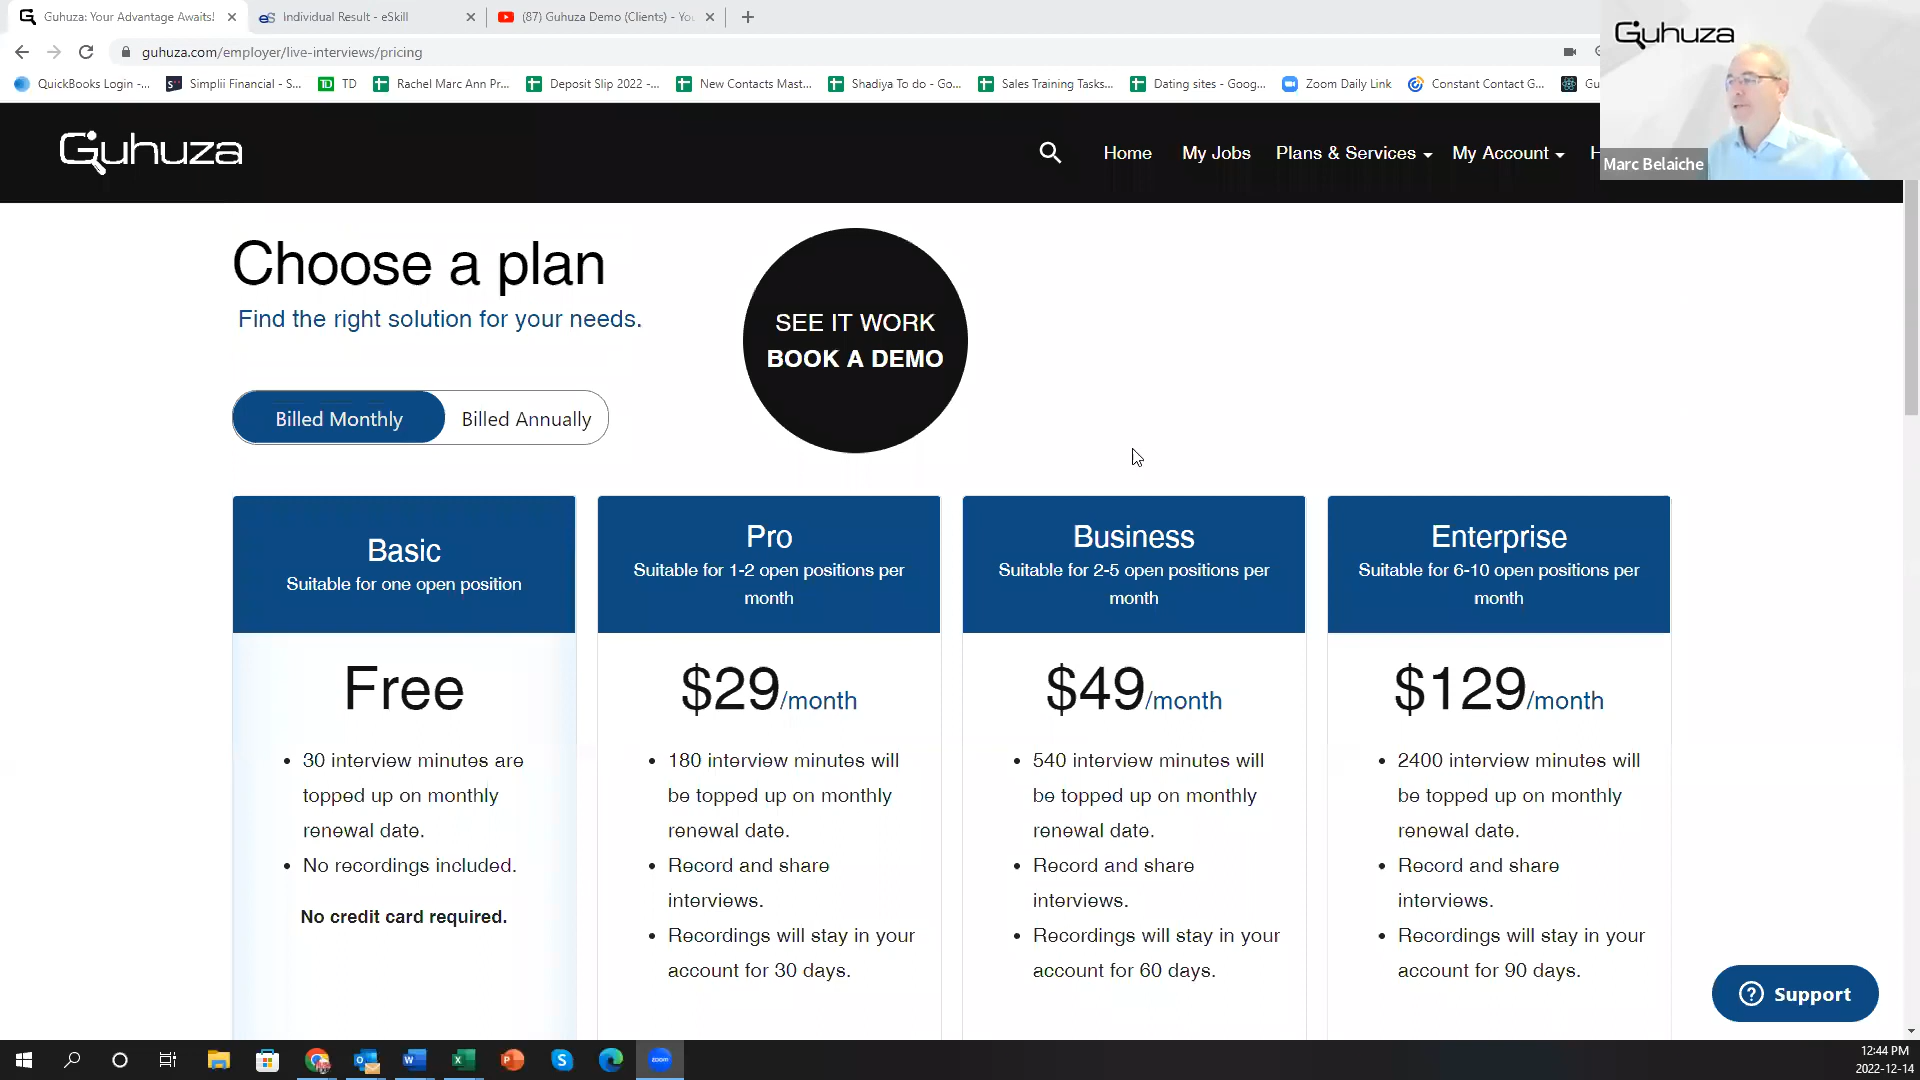 Guhuza: Your Advantage Awaits!
eS Individual Result - eSkill
(87) Guhuza Demo (Clients) - You
guhuza.com/employer/live-interviews/pricing
QuickBooks Login -...
Simplii Financial - S...
TD
Rachel Marc Ann Pr...
Deposit Slip 2022 -...
New Contacts Mast...
Shadiya To do - Go...
Sales Training Tasks...
Dating sites - Goog...
Zoom Daily Link
Constant Contact G...
Gu
Guhuza
Marc Belaiche
Guhuza
Home
My Jobs
Plans & Services
My Account
H
Choose a plan
Find the right solution for your needs.
SEE IT WORK
BOOK A DEMO
Billed Monthly
Billed Annually
Basic
Suitable for one open position
Free
30 interview minutes are
topped up on monthly
renewal date.
No recordings included.
No credit card required.
Pro
Suitable for 1-2 open positions per
month
$29/month
180 interview minutes will
be topped up on monthly
renewal date.
Record and share
interviews.
Recordings will stay in your
account for 30 days.
Business
Suitable for 2-5 open positions per
month
$49/month
540 interview minutes will
be topped up on monthly
renewal date.
Record and share
interviews.
Recordings will stay in your
account for 60 days.
Enterprise
Suitable for 6-10 open positions per
month
$129/month
2400 interview minutes will
be topped up on monthly
renewal date.
Record and share
interviews.
Recordings will stay in your
account for 90 days.
Support
zoom
12:44 PM
2022-12-14